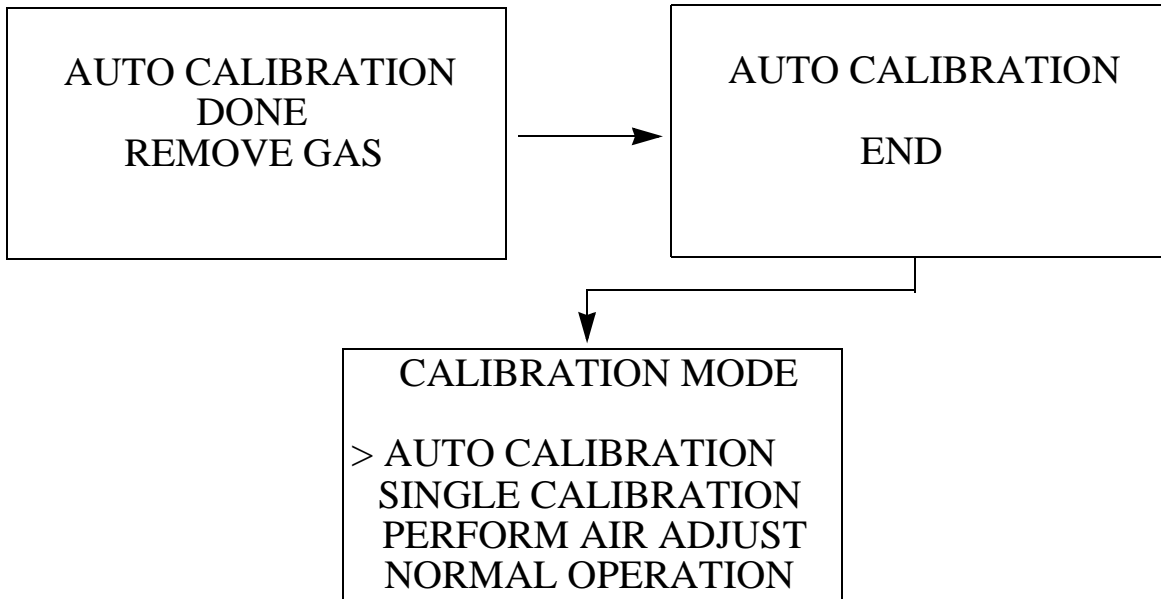 AUTO CALIBRATION
DONE
REMOVE GAS
AUTO CALIBRATION
END
CALIBRATION MODE
> AUTO CALIBRATION
SINGLE CALIBRATION
PERFORM AIR ADJUST
NORMAL OPERATION